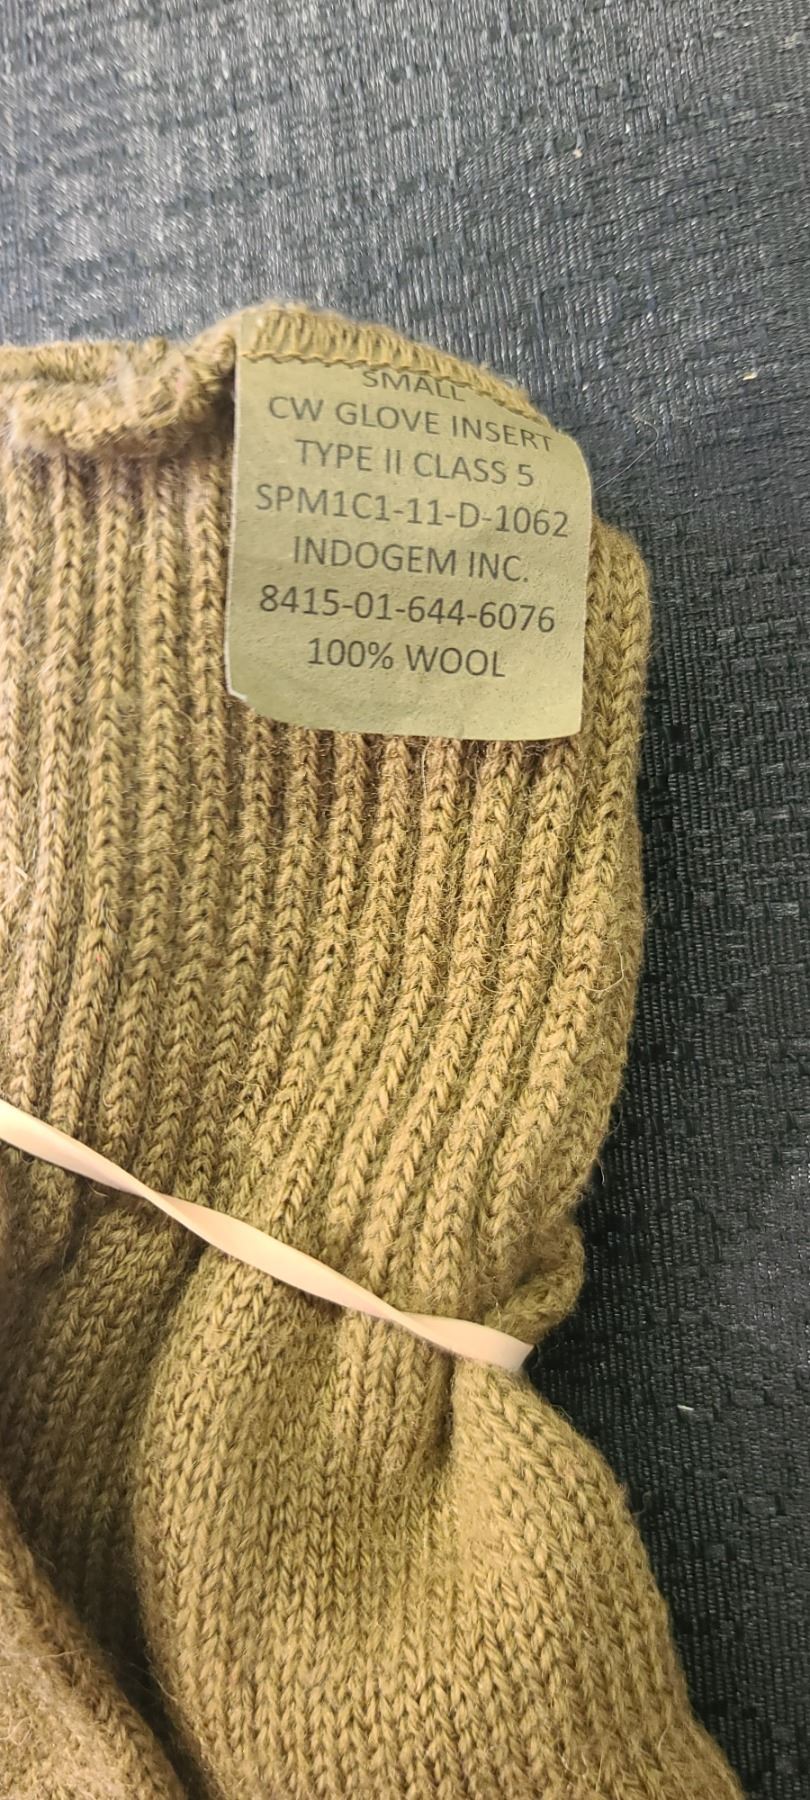 SMALL
CW GLOVE INSERT
TYPE II CLASS 5
SPM1C1-11-D-1062
INDOGEM INC.
8415-01-644-6076
100% WOOL